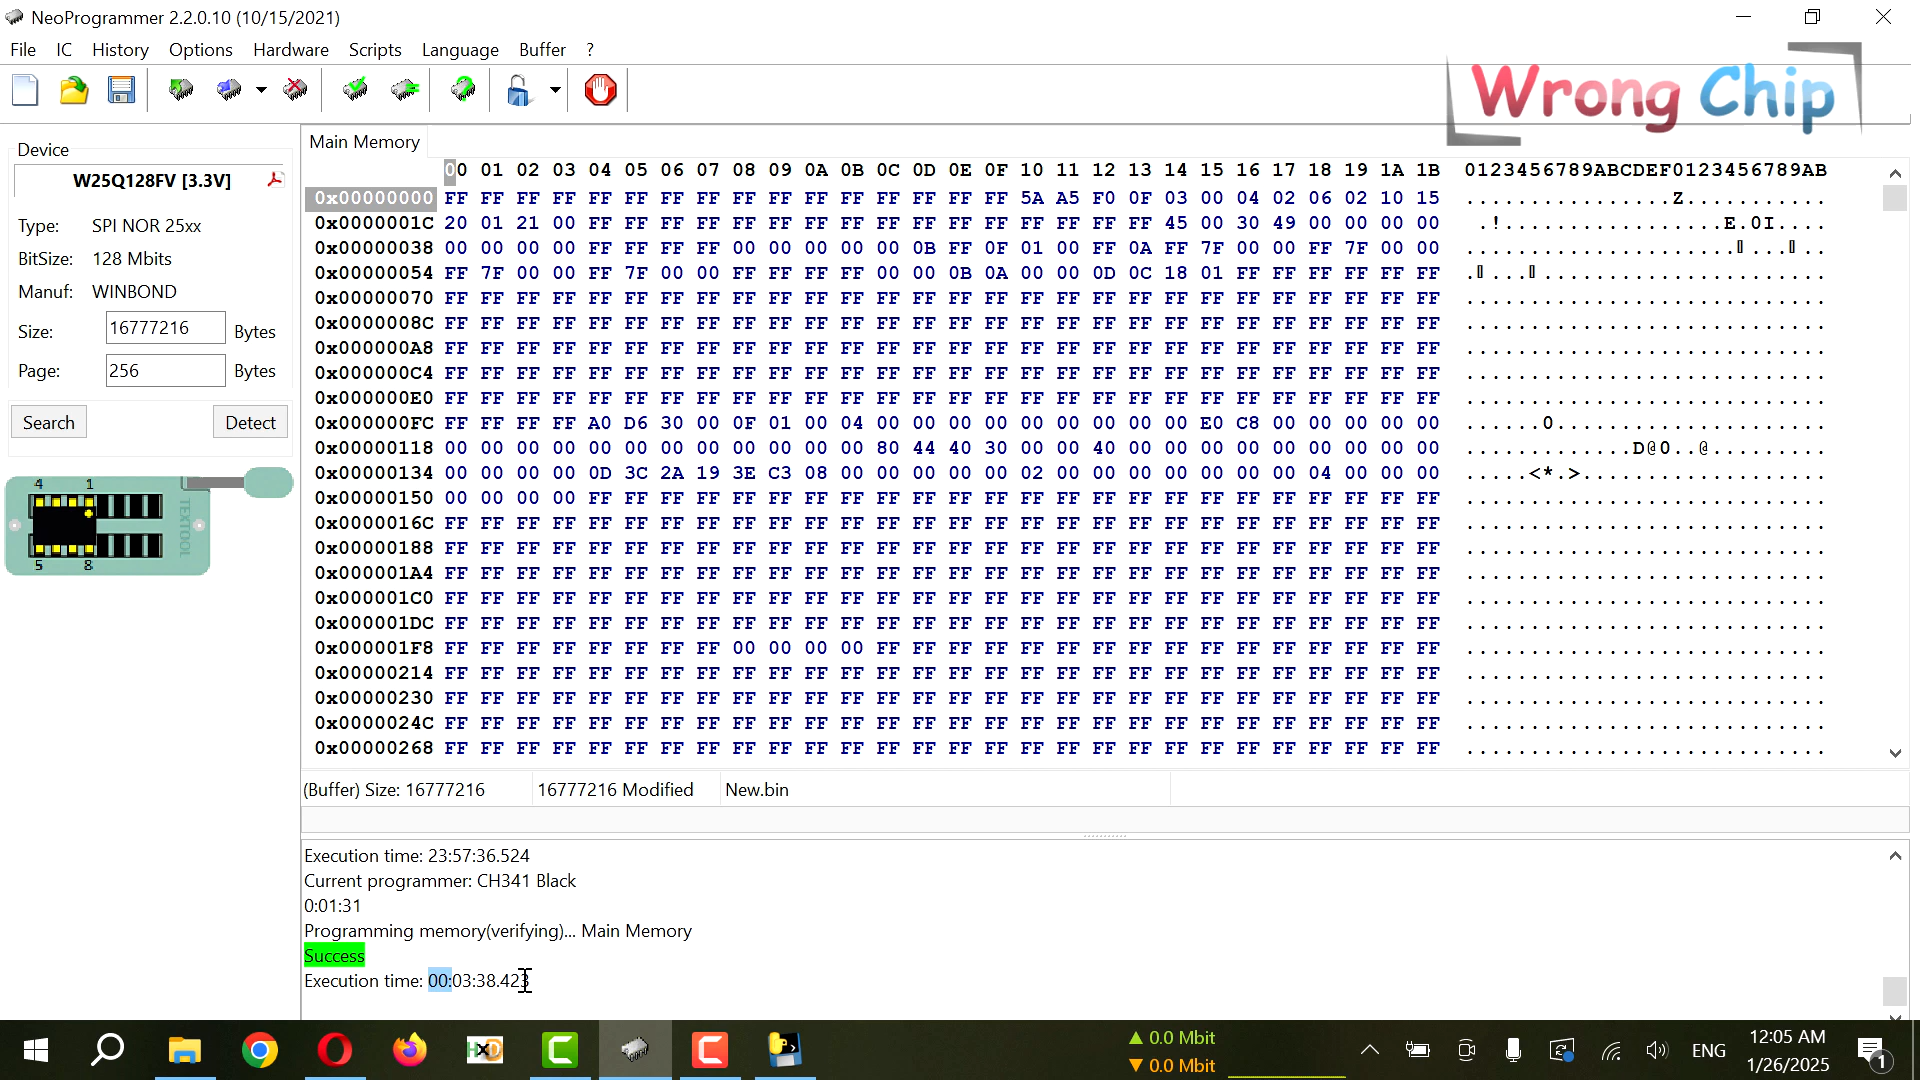 NeoProgrammer 2.2.0.10 (10/15/2021)
File IC History Options Hardware Scripts Language Buffer ?
Wrong Chip
Device
W25Q128FV [3.3V]
Type: SPI NOR 25xx
BitSize: 128 Mbits
Manuf: WINBOND
Size: 16777216 Bytes
Page: 256 Bytes
Search Detect
4 1
TEXTOOL
5 8
Main Memory
00 01 02 03 04 05 06 07 08 09 0A 0B 0C 0D 0E 0F 10 11 12 13 14 15 16 17 18 19 1A 1B 0123456789ABCDEF0123456789AB
0x00000000 FF FF FF FF FF FF FF FF FF FF FF FF FF FF FF FF 5A A5 F0 0F 03 00 04 02 06 02 10 15 ................Z...........
0x0000001C 20 01 21 00 FF FF FF FF FF FF FF FF FF FF FF FF FF FF FF FF 45 00 30 49 00 00 00 00  .!.................E.0I....
0x00000038 00 00 00 00 FF FF FF FF 00 00 00 00 00 0B FF 0F 01 00 FF 0A FF 7F 00 00 FF 7F 00 00 .....................▯...▯..
0x00000054 FF 7F 00 00 FF 7F 00 00 FF FF FF FF 00 00 0B 0A 00 00 0D 0C 18 01 FF FF FF FF FF FF .▯...▯......................
0x00000070 FF FF FF FF FF FF FF FF FF FF FF FF FF FF FF FF FF FF FF FF FF FF FF FF FF FF FF FF ............................
0x0000008C FF FF FF FF FF FF FF FF FF FF FF FF FF FF FF FF FF FF FF FF FF FF FF FF FF FF FF FF ............................
0x000000A8 FF FF FF FF FF FF FF FF FF FF FF FF FF FF FF FF FF FF FF FF FF FF FF FF FF FF FF FF ............................
0x000000C4 FF FF FF FF FF FF FF FF FF FF FF FF FF FF FF FF FF FF FF FF FF FF FF FF FF FF FF FF ............................
0x000000E0 FF FF FF FF FF FF FF FF FF FF FF FF FF FF FF FF FF FF FF FF FF FF FF FF FF FF FF FF ............................
0x000000FC FF FF FF FF A0 D6 30 00 0F 01 00 04 00 00 00 00 00 00 00 00 00 E0 C8 00 00 00 00 00 ......0.....................
0x00000118 00 00 00 00 00 00 00 00 00 00 00 00 80 44 40 30 00 00 40 00 00 00 00 00 00 00 00 00 .............D@0..@.........
0x00000134 00 00 00 00 0D 3C 2A 19 3E C3 08 00 00 00 00 00 02 00 00 00 00 00 00 00 04 00 00 00 .....<*.>...................
0x00000150 00 00 00 00 FF FF FF FF FF FF FF FF FF FF FF FF FF FF FF FF FF FF FF FF FF FF FF FF ............................
0x0000016C FF FF FF FF FF FF FF FF FF FF FF FF FF FF FF FF FF FF FF FF FF FF FF FF FF FF FF FF ............................
0x00000188 FF FF FF FF FF FF FF FF FF FF FF FF FF FF FF FF FF FF FF FF FF FF FF FF FF FF FF FF ............................
0x000001A4 FF FF FF FF FF FF FF FF FF FF FF FF FF FF FF FF FF FF FF FF FF FF FF FF FF FF FF FF ............................
0x000001C0 FF FF FF FF FF FF FF FF FF FF FF FF FF FF FF FF FF FF FF FF FF FF FF FF FF FF FF FF ............................
0x000001DC FF FF FF FF FF FF FF FF FF FF FF FF FF FF FF FF FF FF FF FF FF FF FF FF FF FF FF FF ............................
0x000001F8 FF FF FF FF FF FF FF FF 00 00 00 00 FF FF FF FF FF FF FF FF FF FF FF FF FF FF FF FF ............................
0x00000214 FF FF FF FF FF FF FF FF FF FF FF FF FF FF FF FF FF FF FF FF FF FF FF FF FF FF FF FF ............................
0x00000230 FF FF FF FF FF FF FF FF FF FF FF FF FF FF FF FF FF FF FF FF FF FF FF FF FF FF FF FF ............................
0x0000024C FF FF FF FF FF FF FF FF FF FF FF FF FF FF FF FF FF FF FF FF FF FF FF FF FF FF FF FF ............................
0x00000268 FF FF FF FF FF FF FF FF FF FF FF FF FF FF FF FF FF FF FF FF FF FF FF FF FF FF FF FF ............................
(Buffer) Size: 16777216 16777216 Modified New.bin
Execution time: 23:57:36.524
Current programmer: CH341 Black
0:01:31
Programming memory(verifying)... Main Memory
Success
Execution time: 00:03:38.423
HxD
▲ 0.0 Mbit
▼ 0.0 Mbit
ENG
12:05 AM
1/26/2025
1